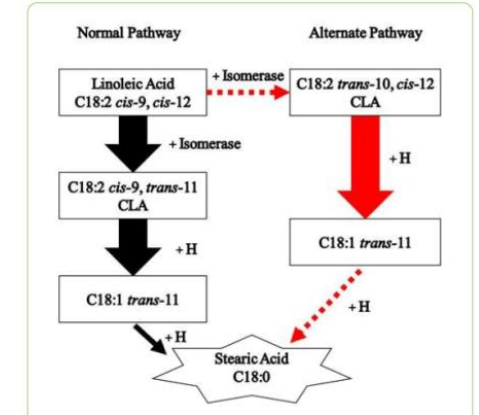 Normal Pathway
Alternate Pathway
Linoleic Acid
C18:2 cis-9, cis-12
+ Isomerase
C18:2 trans-10, cis-12
CLA
+ Isomerase
+ H
C18:2 cis-9, trans-11
CLA
+ H
C18:1 trans-11
C18:1 trans-11
+ H
+ H
Stearic Acid
C18:0